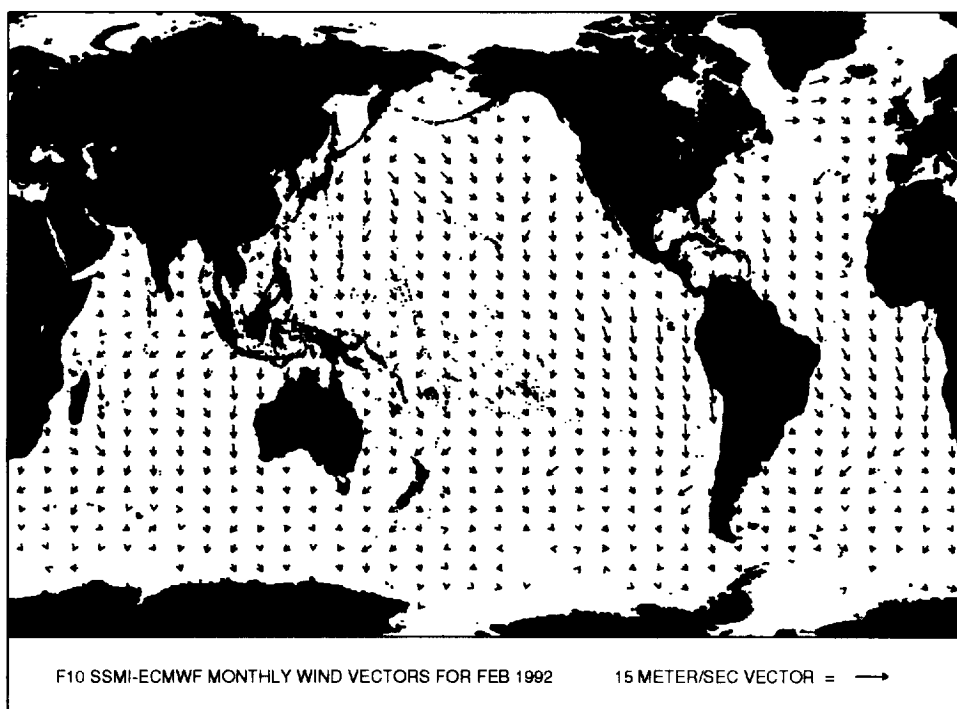 F10 SSMI-ECMWF MONTHLY WIND VECTORS FOR FEB 1992 15 METER/SEC VECTOR =